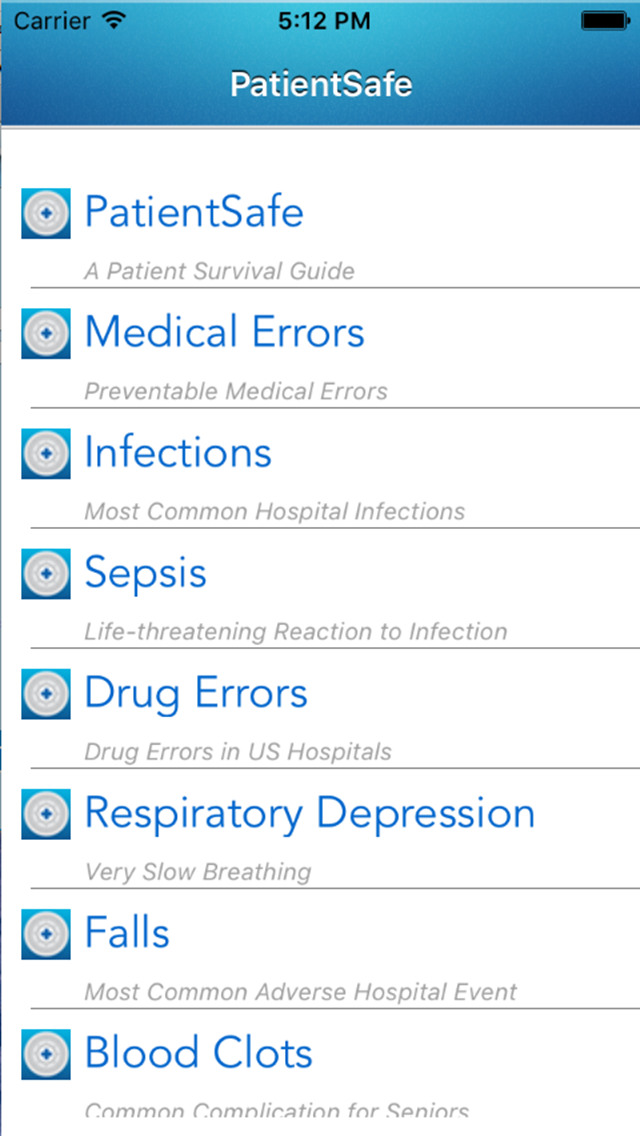 Carrier 5:12 PM
PatientSafe
PatientSafe
A Patient Survival Guide
Medical Errors
Preventable Medical Errors
Infections
Most Common Hospital Infections
Sepsis
Life-threatening Reaction to Infection
Drug Errors
Drug Errors in US Hospitals
Respiratory Depression
Very Slow Breathing
Falls
Most Common Adverse Hospital Event
Blood Clots
Common Complication for Seniors